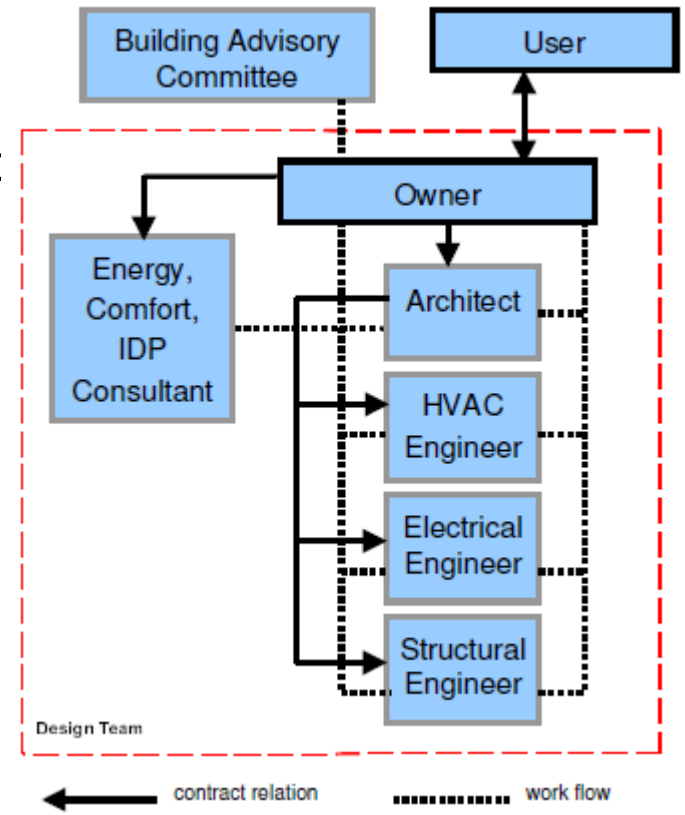 Building Advisory
Committee
User
Owner
Energy,
Comfort,
IDP
Consultant
Architect
HVAC
Engineer
Electrical
Engineer
Structural
Engineer
Design Team
contract relation
work flow